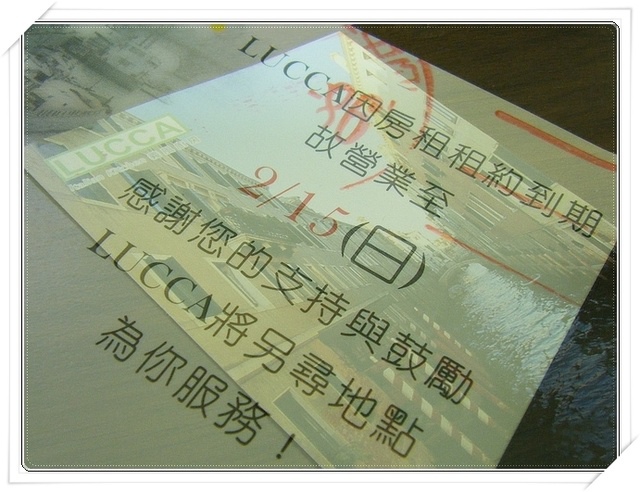 LUCCA
LUCCA因房租租約到期
故營業至
2/15(日)
感謝您的支持與鼓勵
LUCCA將另尋地點
為你服務！